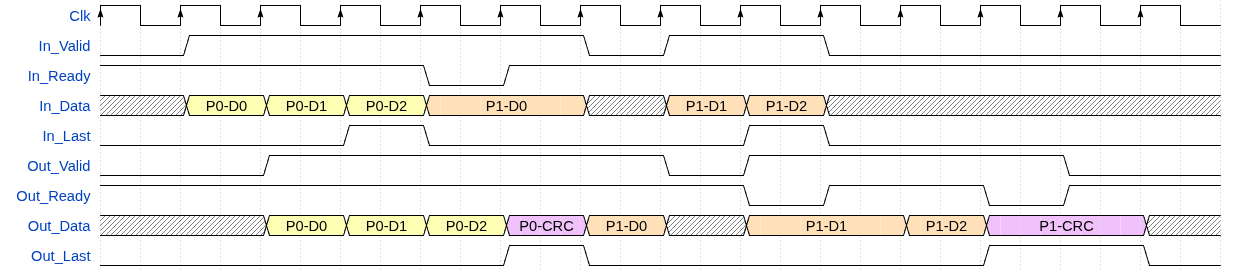 Clk
In_Valid
In_Ready
In_Data P0-D0 P0-D1 P0-D2 P1-D0 P1-D1 P1-D2
In_Last
Out_Valid
Out_Ready
Out_Data P0-D0 P0-D1 P0-D2 P0-CRC P1-D0 P1-D1 P1-D2 P1-CRC
Out_Last